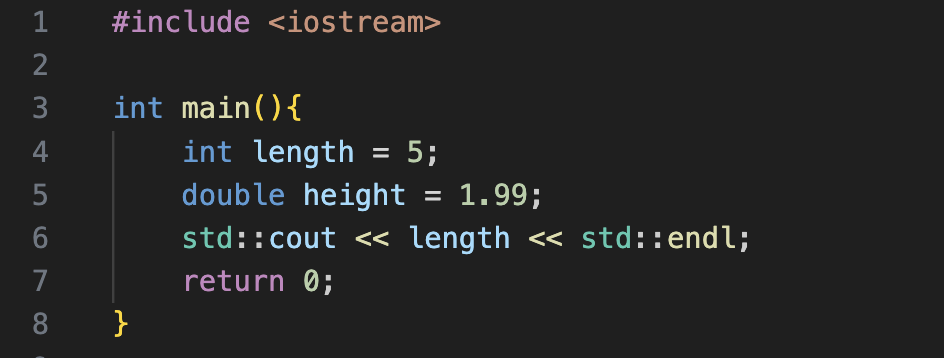 1 #include <iostream>
2
3 int main(){
4     int length = 5;
5     double height = 1.99;
6     std::cout << length << std::endl;
7     return 0;
8 }